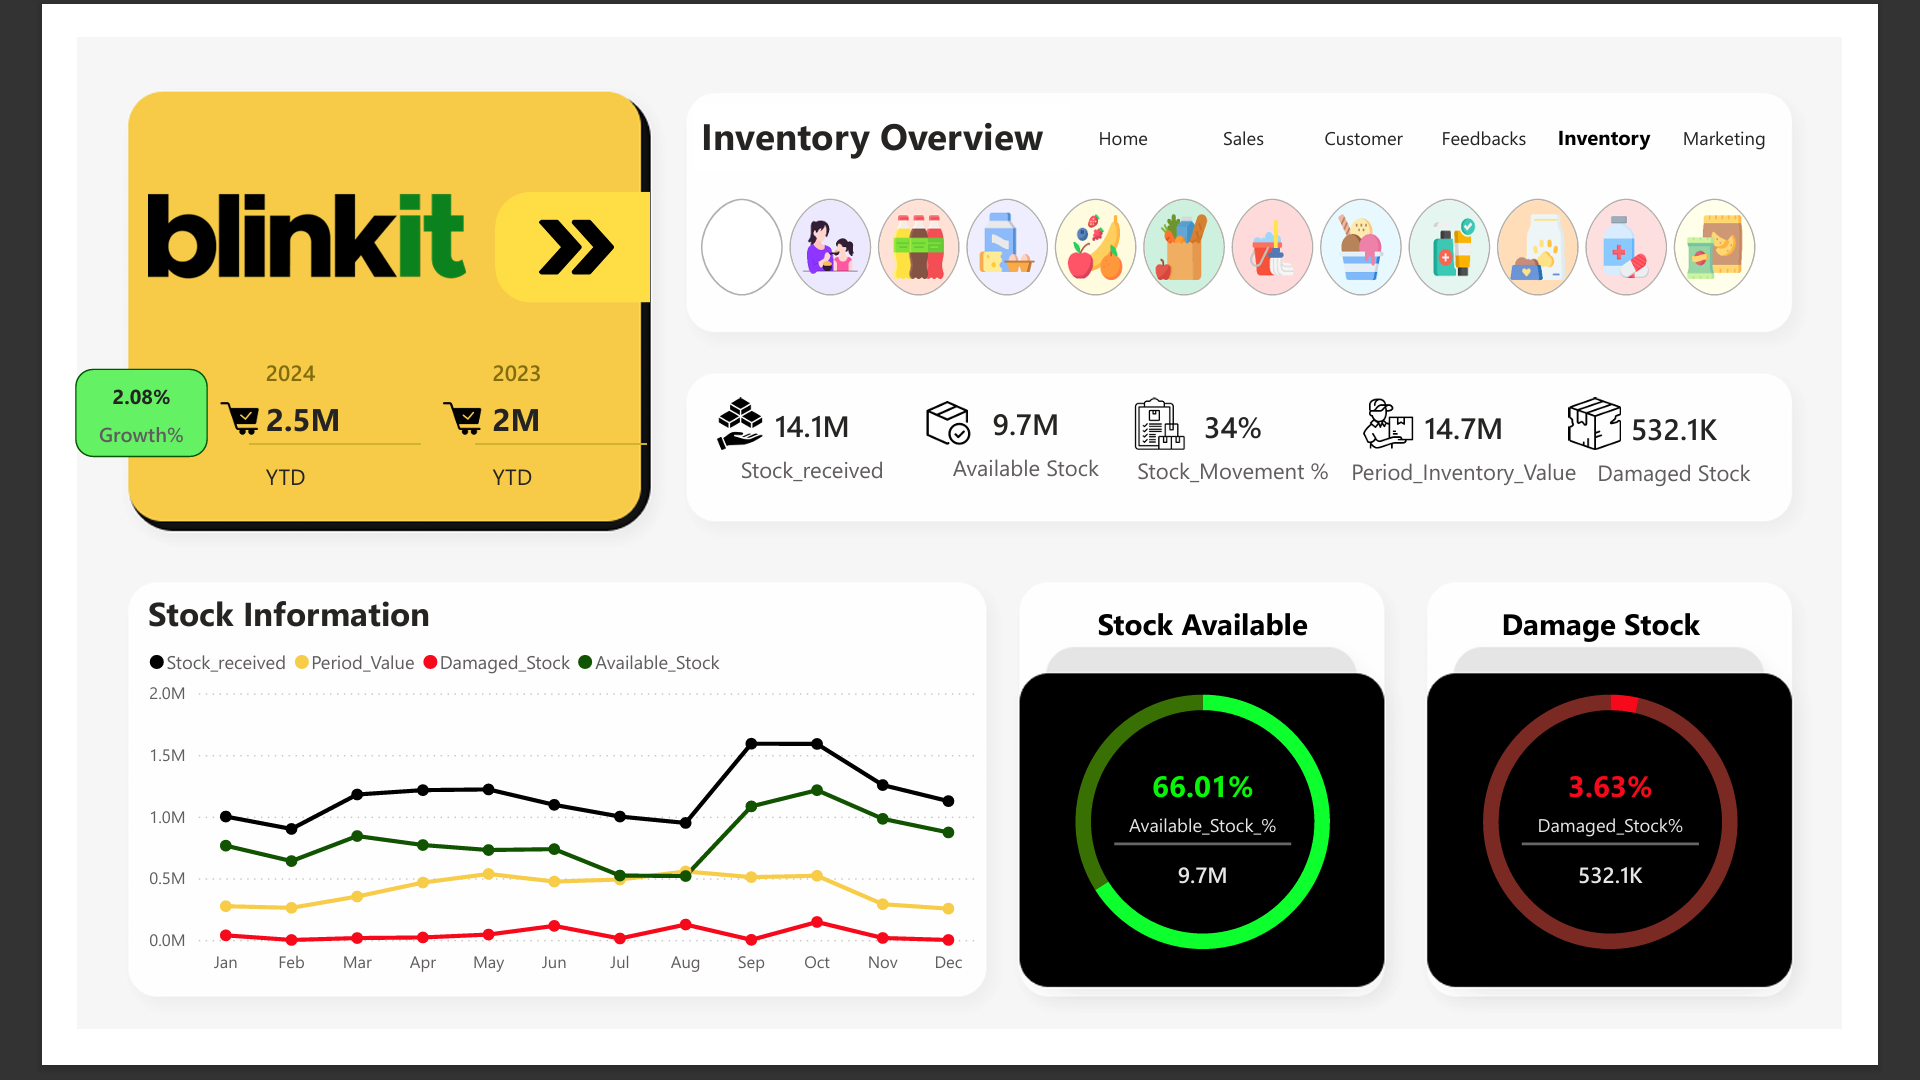 blinkit
2024
2023
2.08%
Growth%
2.5M
2M
YTD
YTD
Inventory Overview
Home
Sales
Customer
Feedbacks
Inventory
Marketing
14.1M
Stock_received
9.7M
Available Stock
34%
Stock_Movement %
14.7M
Period_Inventory_Value
532.1K
Damaged Stock
Stock Information
Stock_received
Period_Value
Damaged_Stock
Available_Stock
2.0M
1.5M
1.0M
0.5M
0.0M
Jan
Feb
Mar
Apr
May
Jun
Jul
Aug
Sep
Oct
Nov
Dec
Stock Available
66.01%
Available_Stock_%
9.7M
Damage Stock
3.63%
Damaged_Stock%
532.1K